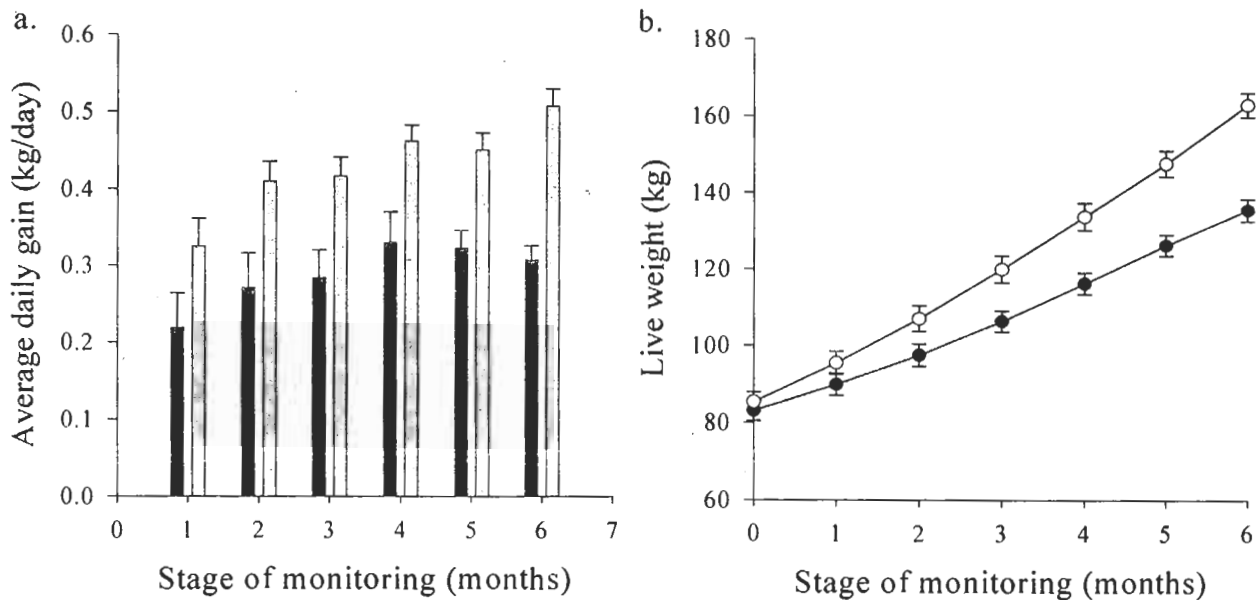 a.
0.6
0.5
0.4
0.3
0.2
0.1
0.0
Average daily gain (kg/day)
0 1 2 3 4 5 6 7
Stage of monitoring (months)
b.
180
160
140
120
100
80
60
Live weight (kg)
0 1 2 3 4 5 6
Stage of monitoring (months)